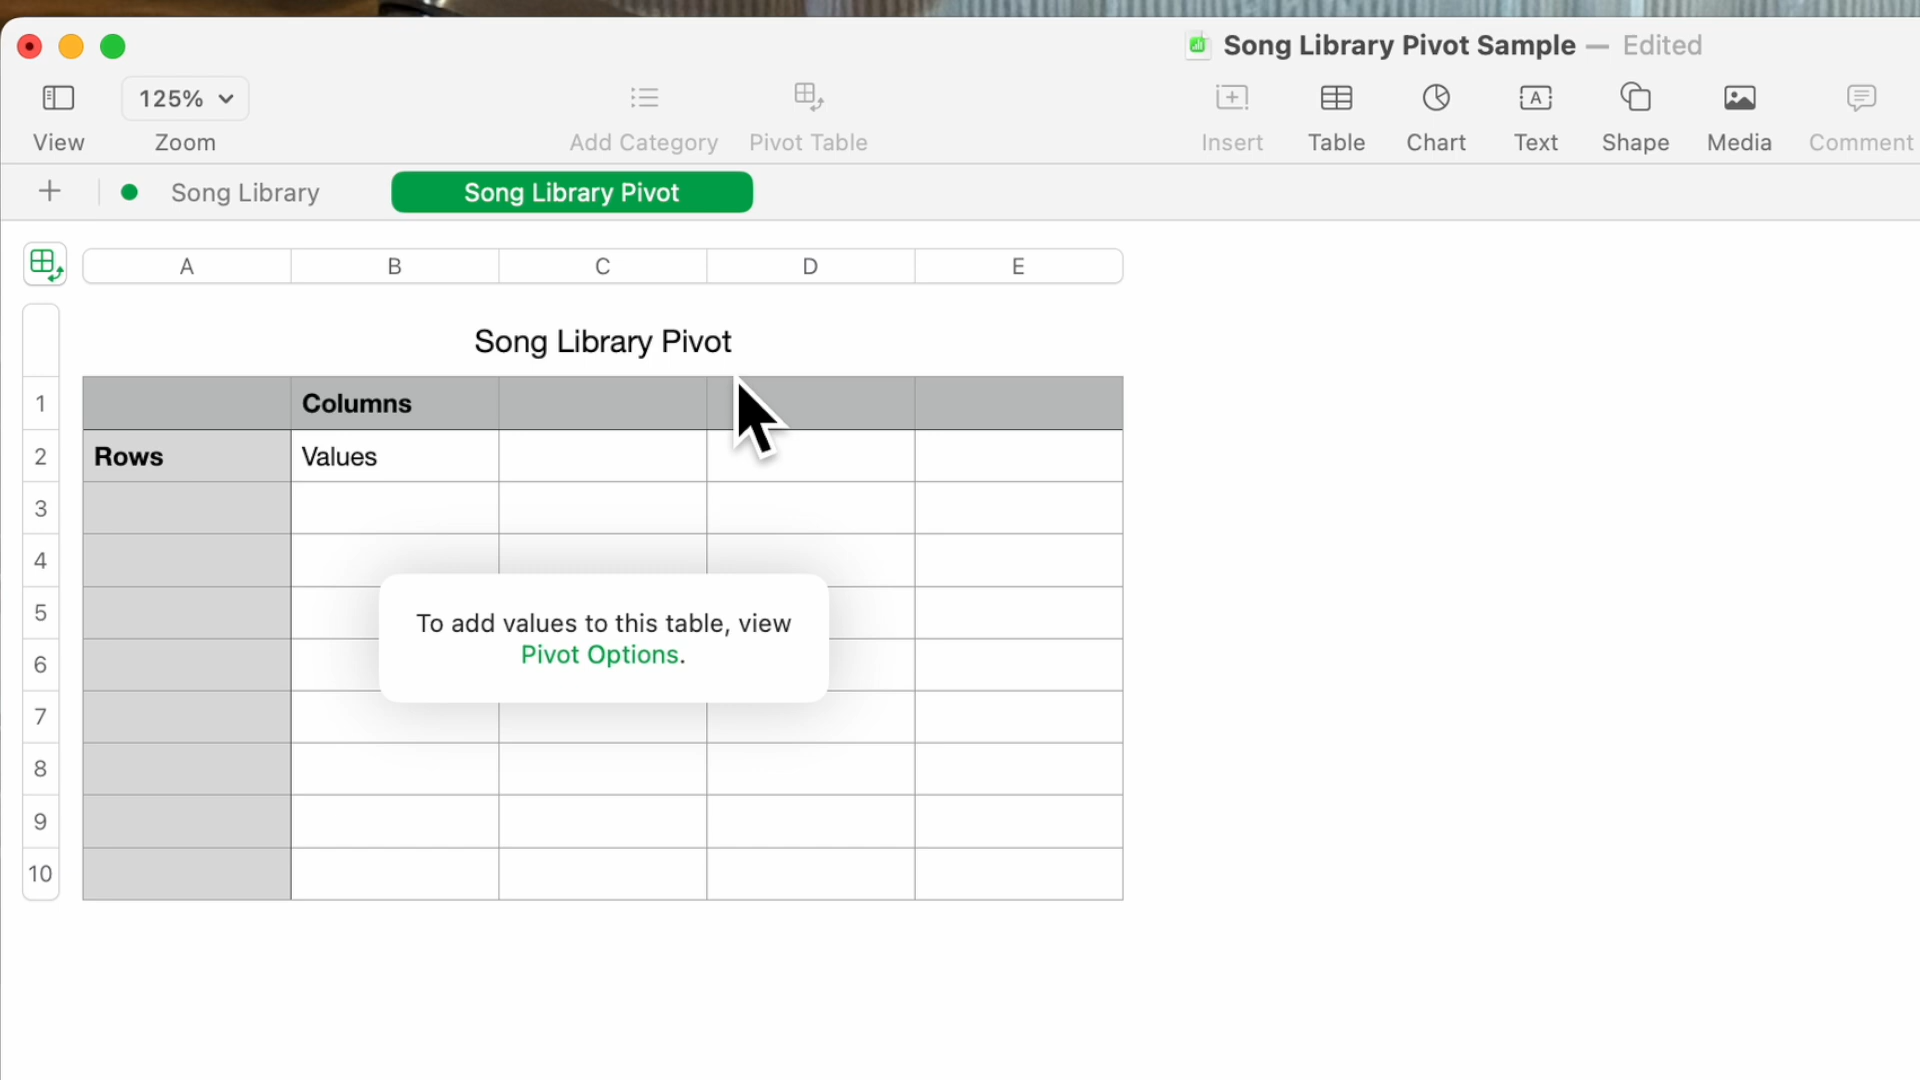 Song Library Pivot Sample — Edited
125%
View
Zoom
Add Category
Pivot Table
Insert
Table
Chart
Text
Shape
Media
Comment
Song Library
Song Library Pivot
A
B
C
D
E
Song Library Pivot
1
Columns
2
Rows
Values
3
4
5
6
7
8
9
10
To add values to this table, view
Pivot Options.